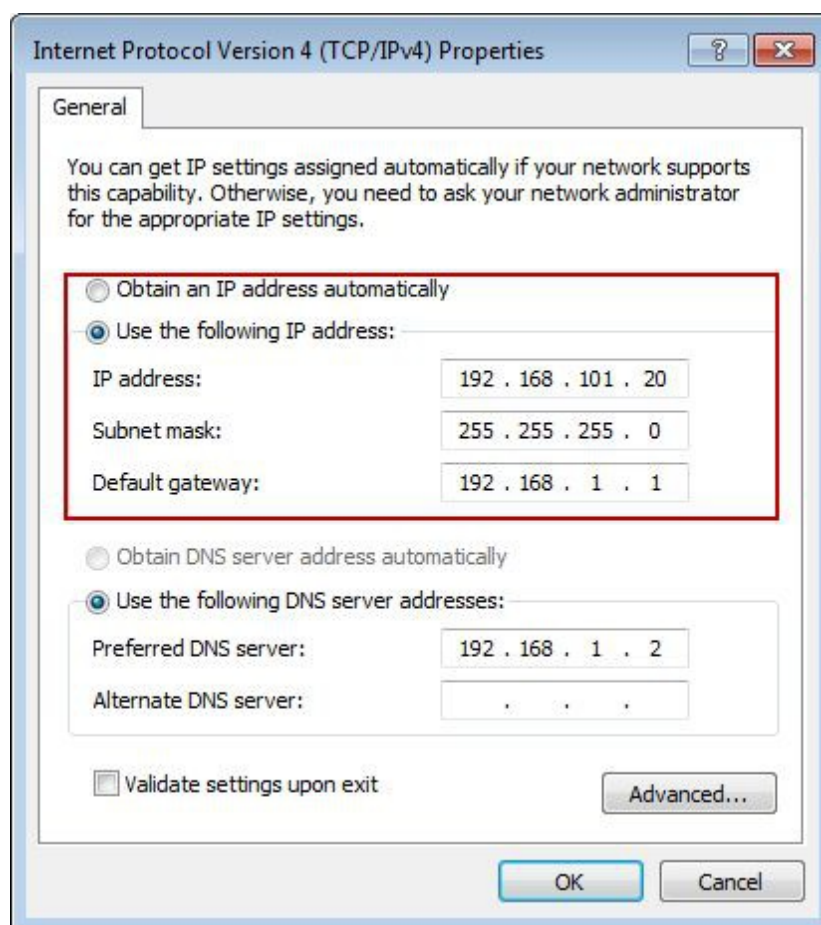 Internet Protocol Version 4 (TCP/IPv4) Properties
General
You can get IP settings assigned automatically if your network supports
this capability. Otherwise, you need to ask your network administrator
for the appropriate IP settings.
Obtain an IP address automatically
Use the following IP address:
IP address: 192 . 168 . 101 . 20
Subnet mask: 255 . 255 . 255 . 0
Default gateway: 192 . 168 . 1 . 1
Obtain DNS server address automatically
Use the following DNS server addresses:
Preferred DNS server: 192 . 168 . 1 . 2
Alternate DNS server: . . .
Validate settings upon exit
Advanced...
OK Cancel